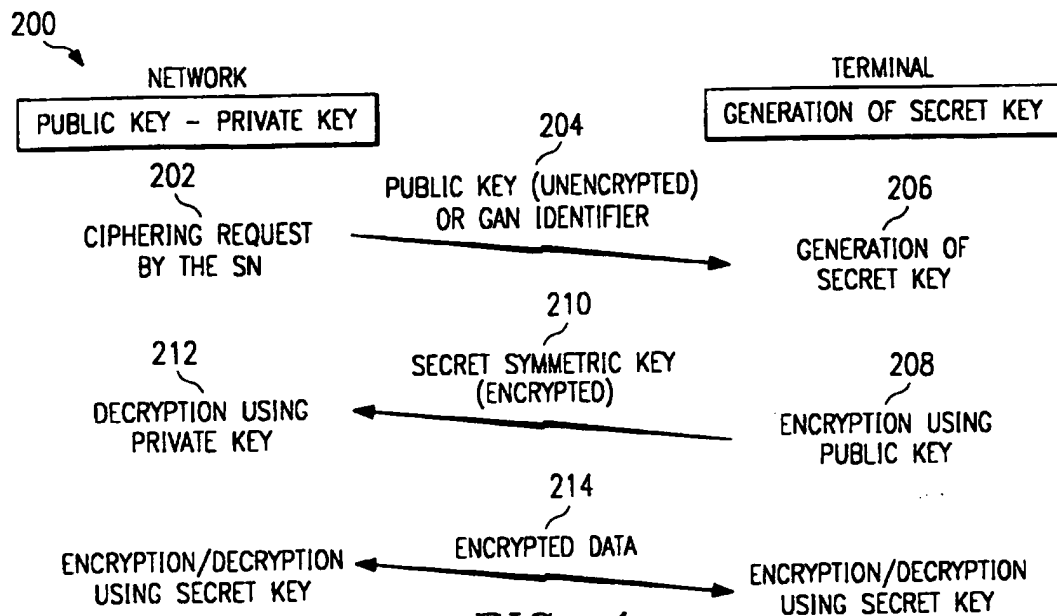 200
NETWORK
PUBLIC KEY – PRIVATE KEY
TERMINAL
GENERATION OF SECRET KEY
202
CIPHERING REQUEST
BY THE SN
204
PUBLIC KEY (UNENCRYPTED)
OR GAN IDENTIFIER
206
GENERATION OF
SECRET KEY
212
DECRYPTION USING
PRIVATE KEY
210
SECRET SYMMETRIC KEY
(ENCRYPTED)
208
ENCRYPTION USING
PUBLIC KEY
ENCRYPTION/DECRYPTION
USING SECRET KEY
214
ENCRYPTED DATA
ENCRYPTION/DECRYPTION
USING SECRET KEY